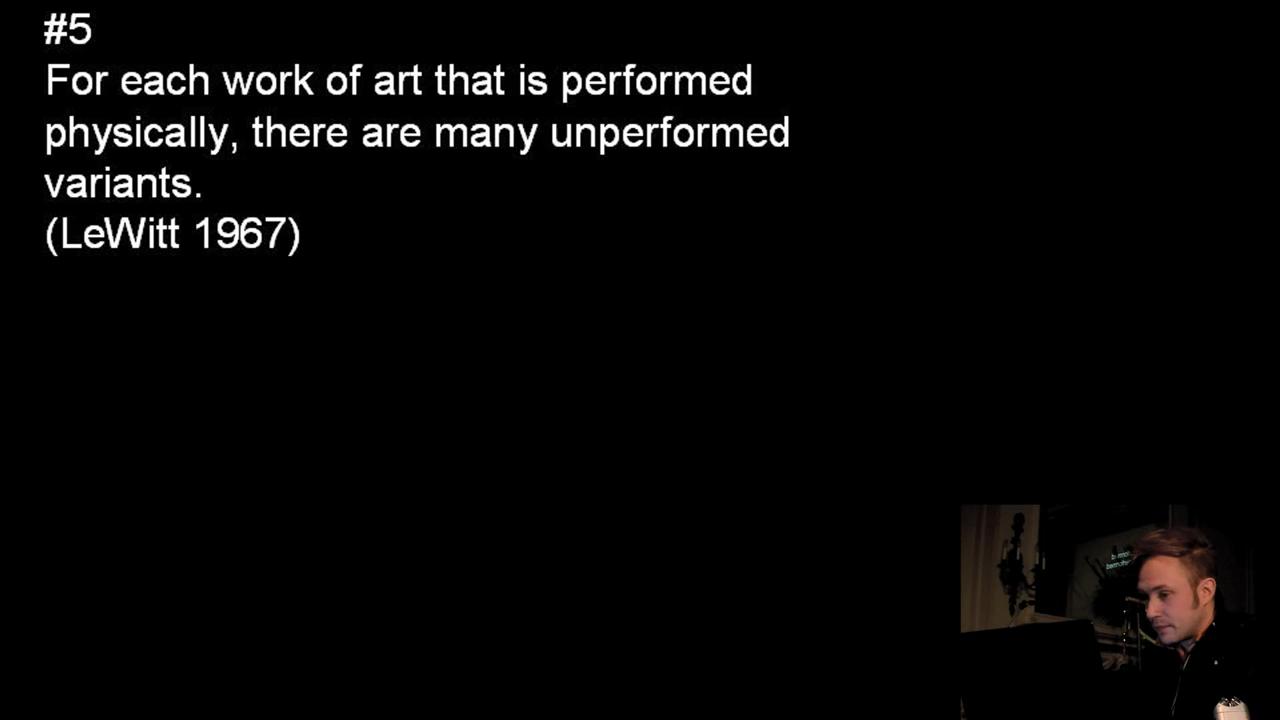 #5
For each work of art that is performed
physically, there are many unperformed
variants.
(LeWitt 1967)